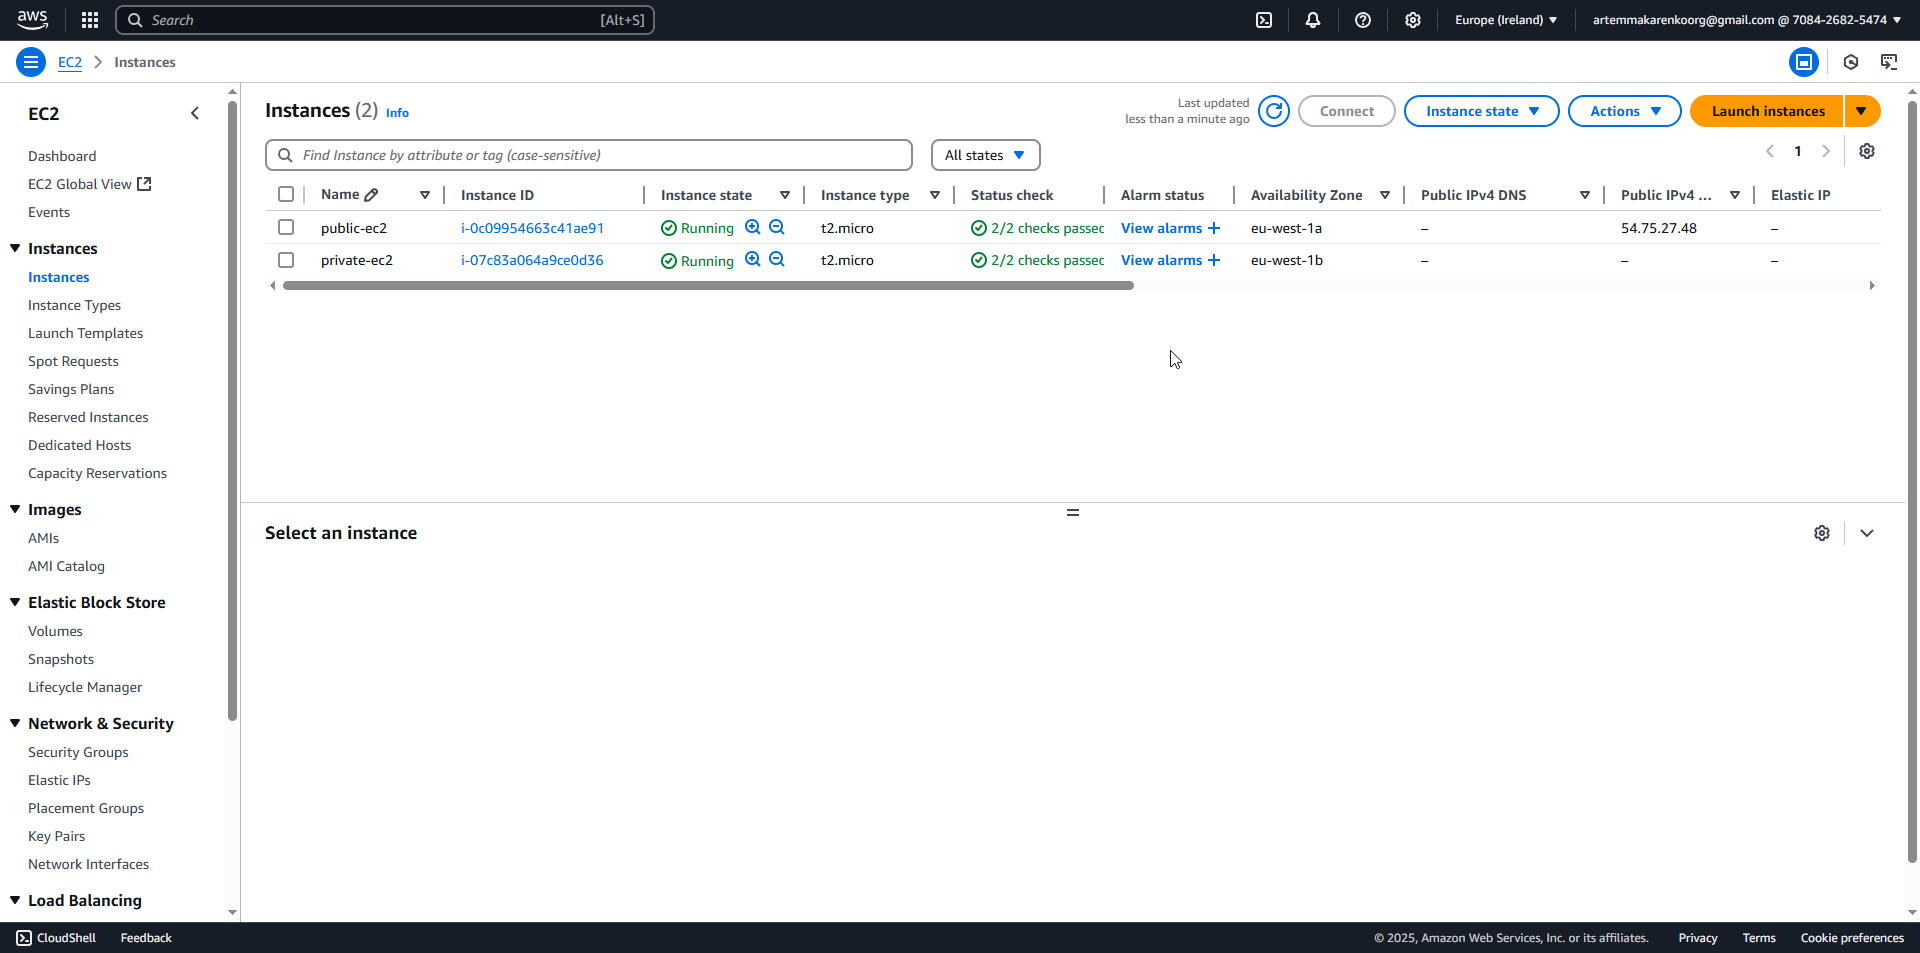 aws
Search [Alt+S]
Europe (Ireland)
artemmakarenkoorg@gmail.com @ 7084-2682-5474
EC2 Instances
EC2
Dashboard
EC2 Global View
Events
Instances
Instances
Instance Types
Launch Templates
Spot Requests
Savings Plans
Reserved Instances
Dedicated Hosts
Capacity Reservations
Images
AMIs
AMI Catalog
Elastic Block Store
Volumes
Snapshots
Lifecycle Manager
Network & Security
Security Groups
Elastic IPs
Placement Groups
Key Pairs
Network Interfaces
Load Balancing
Instances (2) Info
Last updated
less than a minute ago
Connect
Instance state
Actions
Launch instances
Find Instance by attribute or tag (case-sensitive)
All states
1
Name Instance ID Instance state Instance type Status check Alarm status Availability Zone Public IPv4 DNS Public IPv4 ... Elastic IP
public-ec2 i-0c09954663c41ae91 Running t2.micro 2/2 checks passec View alarms + eu-west-1a – 54.75.27.48 –
private-ec2 i-07c83a064a9ce0d36 Running t2.micro 2/2 checks passec View alarms + eu-west-1b – – –
Select an instance
CloudShell Feedback
© 2025, Amazon Web Services, Inc. or its affiliates. Privacy Terms Cookie preferences